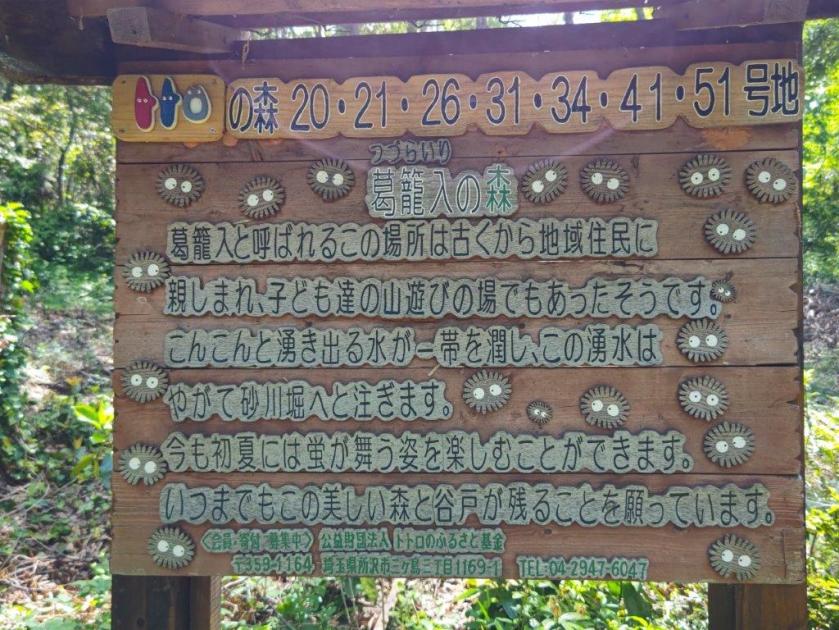 トトロの森 20・21・26・31・34・41・51号地
つづらいり
葛籠入の森
葛籠入と呼ばれるこの場所は古くから地域住民に
親しまれ、子ども達の山遊びの場でもあったそうです。
こんこんと湧き出る水が一帯を潤し、この湧水は
やがて砂川堀へと注ぎます。
今も初夏には蛍が舞う姿を楽しむことができます。
いつまでもこの美しい森と谷戸が残ることを願っています。
〈会員・寄付 募集中〉 公益財団法人 トトロのふるさと基金
〒359-1164 埼玉県所沢市三ケ島三丁目1169-1 TEL:04-2947-6047